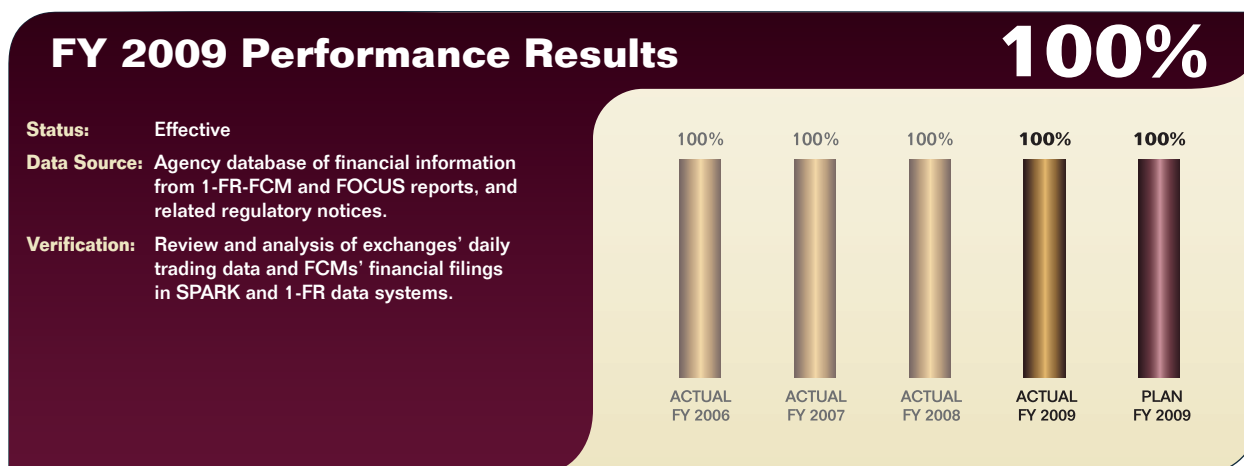 FY 2009 Performance Results
100%
Status: Effective
Data Source: Agency database of financial information
from 1-FR-FCM and FOCUS reports, and
related regulatory notices.
Verification: Review and analysis of exchanges’ daily
trading data and FCMs’ financial filings
in SPARK and 1-FR data systems.
100% 100% 100% 100% 100%
ACTUAL ACTUAL ACTUAL ACTUAL PLAN
FY 2006 FY 2007 FY 2008 FY 2009 FY 2009